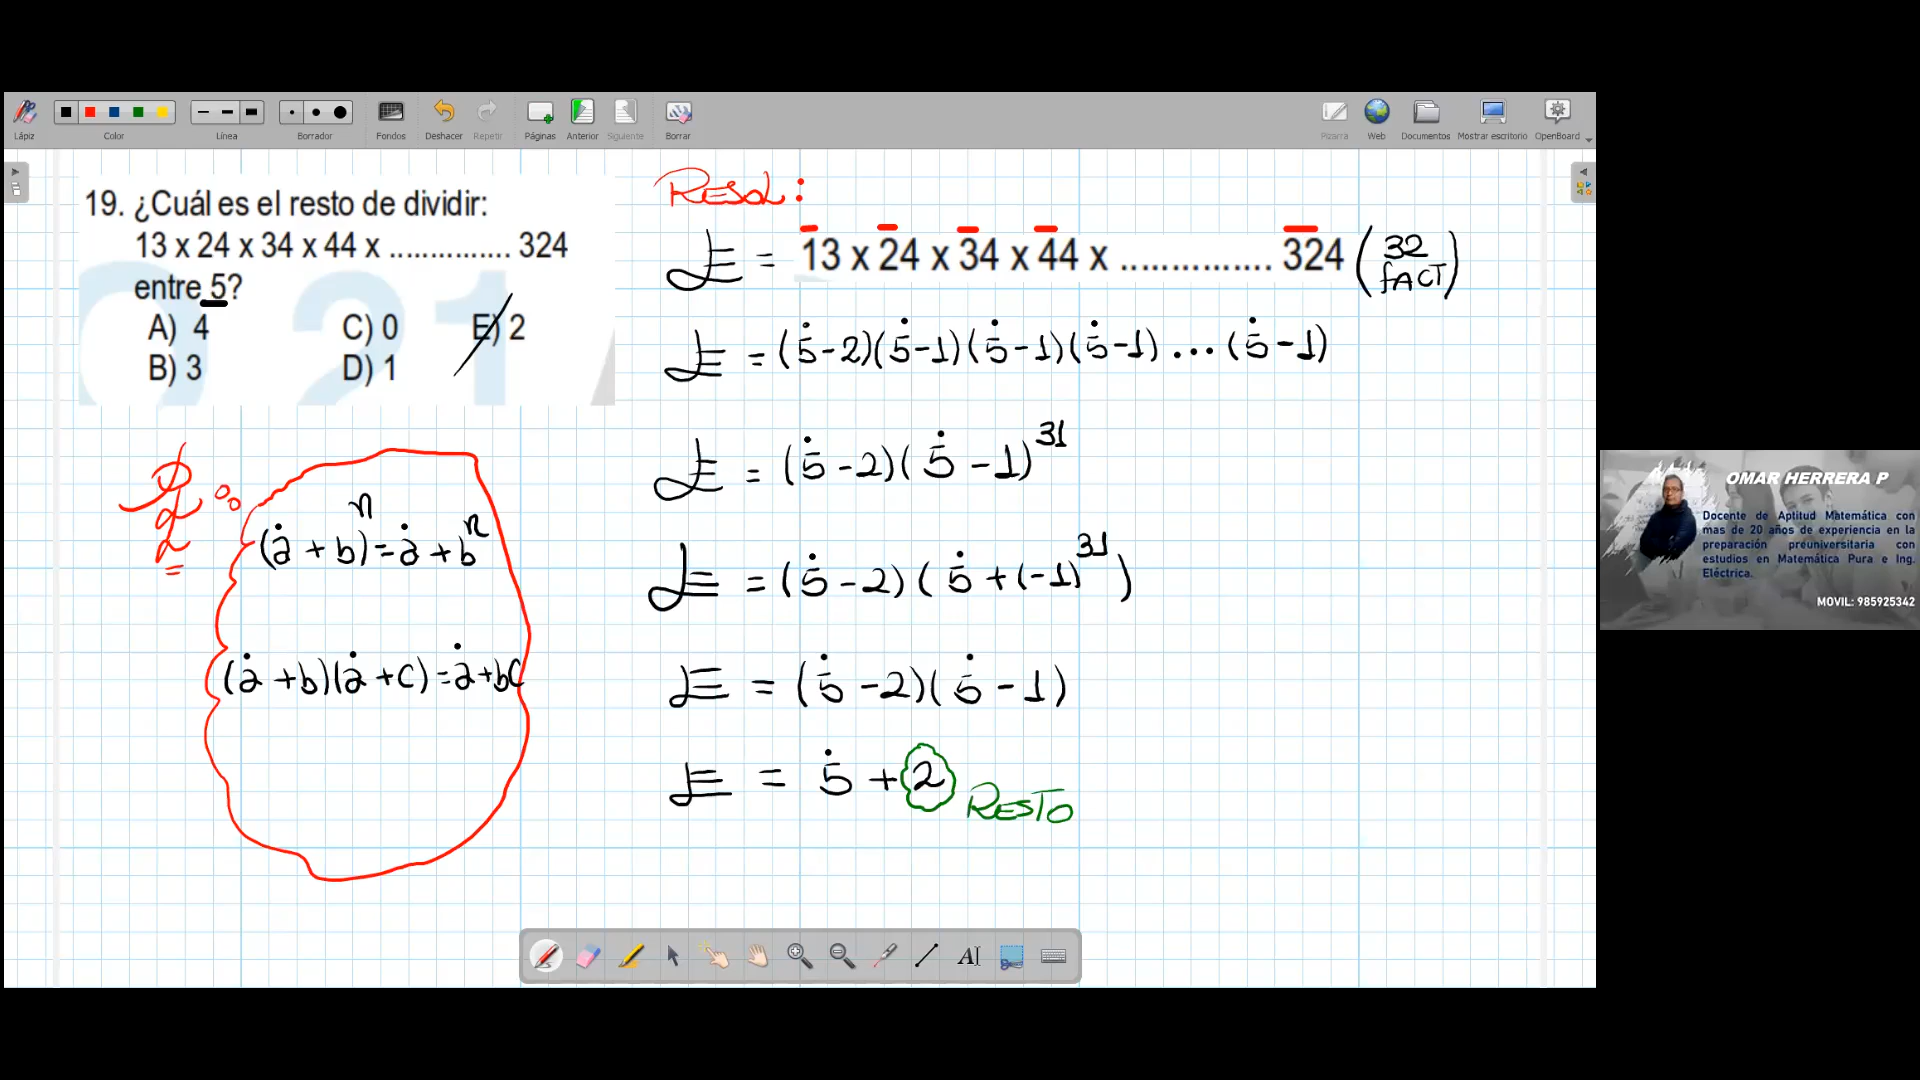 Lápiz
Color
Línea
Borrador
Fondos
Deshacer
Repetir
Páginas
Anterior
Siguiente
Borrar
Pizarra
Web
Documentos
Mostrar escritorio
OpenBoard
19. ¿Cuál es el resto de dividir:
13 x 24 x 34 x 44 x ................ 324
entre 5?
A) 4
C) 0
E) 2
B) 3
D) 1
RESOL:
E = 13 x 24 x 34 x 44 x ................ 324 (32 FACT)
E = (5̇-2)(5̇-1)(5̇-1)(5̇-1) ... (5̇-1)
E = (5̇-2)(5̇-1)³¹
E = (5̇-2)(5̇+(-1)³¹)
E = (5̇-2)(5̇-1)
E = 5̇ + 2 RESTO
(ȧ + b)ⁿ = ȧ + bⁿ
(ȧ + b)(ȧ + c) = ȧ + bc
OMAR HERRERA P
Docente de Aptitud Matemática con
mas de 20 años de experiencia en la
preparación preuniversitaria con
estudios en Matemática Pura e Ing.
Eléctrica.
MOVIL: 985925342